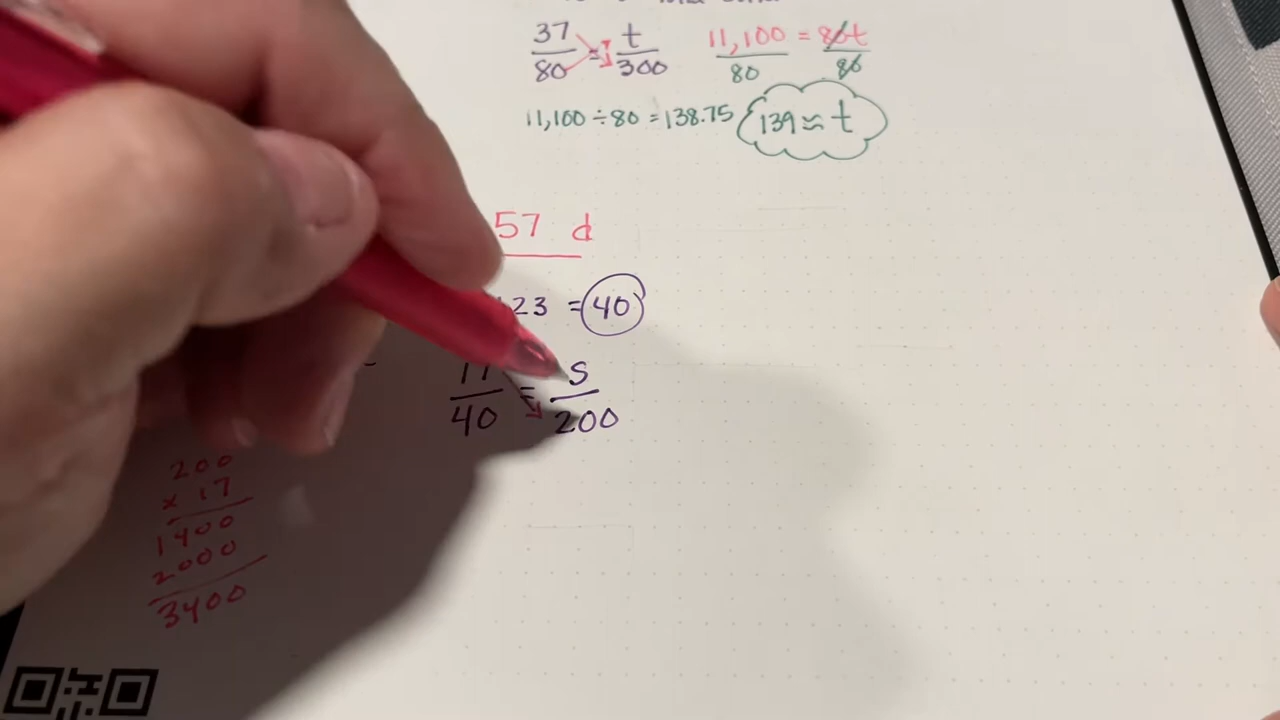 37/80 = t/300 11,100/80 = 80t/80
11,100 ÷ 80 = 138.75 139 ≈ t
57 d
23 = 40
17/40 = s/200
200
x 17
1400
2000
3400